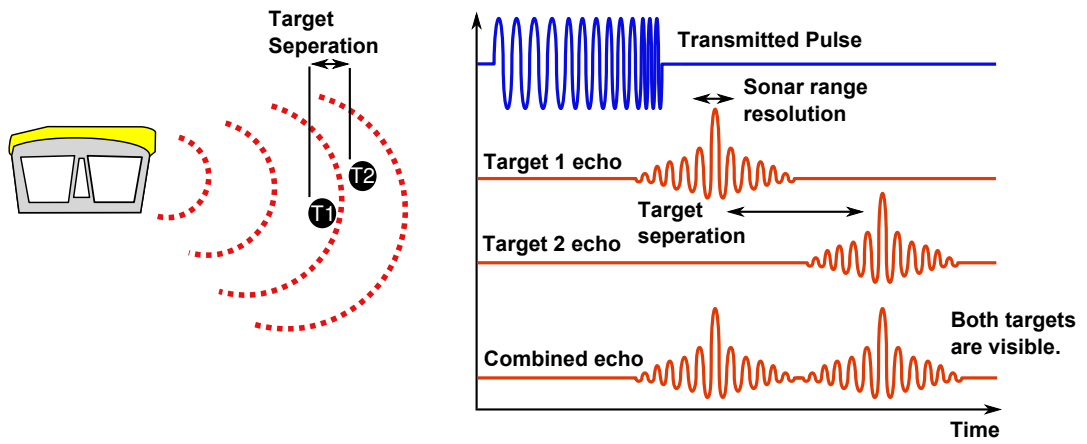 Target
Seperation
T1
T2
Transmitted Pulse
Sonar range
resolution
Target 1 echo
Target
seperation
Target 2 echo
Combined echo
Both targets
are visible.
Time